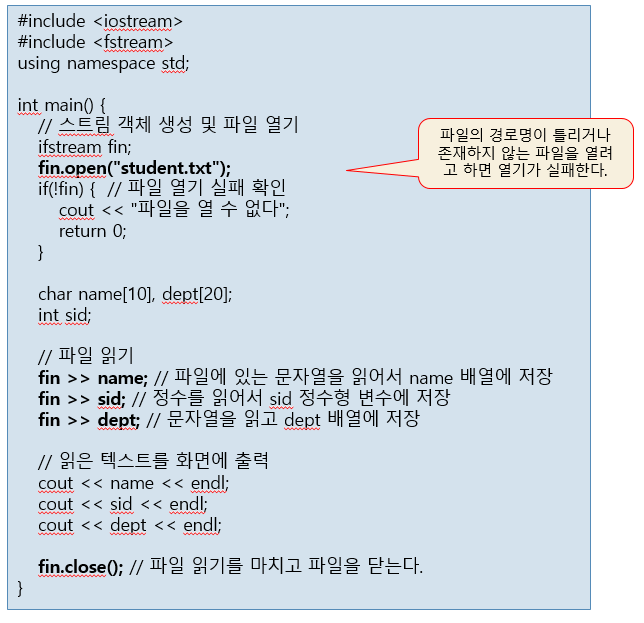 #include <iostream>
#include <fstream>
using namespace std;
int main() {
// 스트림 객체 생성 및 파일 열기
ifstream fin;
fin.open("student.txt");
if(!fin) { // 파일 열기 실패 확인
cout << "파일을 열 수 없다";
return 0;
}
파일의 경로명이 틀리거나
존재하지 않는 파일을 열려
고 하면 열기가 실패한다.
char name[10], dept[20];
int sid;
// 파일 읽기
fin >> name; // 파일에 있는 문자열을 읽어서 name 배열에 저장
fin >> sid; // 정수를 읽어서 sid 정수형 변수에 저장
fin >> dept; // 문자열을 읽고 dept 배열에 저장
// 읽은 텍스트를 화면에 출력
cout << name << endl;
cout << sid << endl;
cout << dept << endl;
fin.close(); // 파일 읽기를 마치고 파일을 닫는다.
}